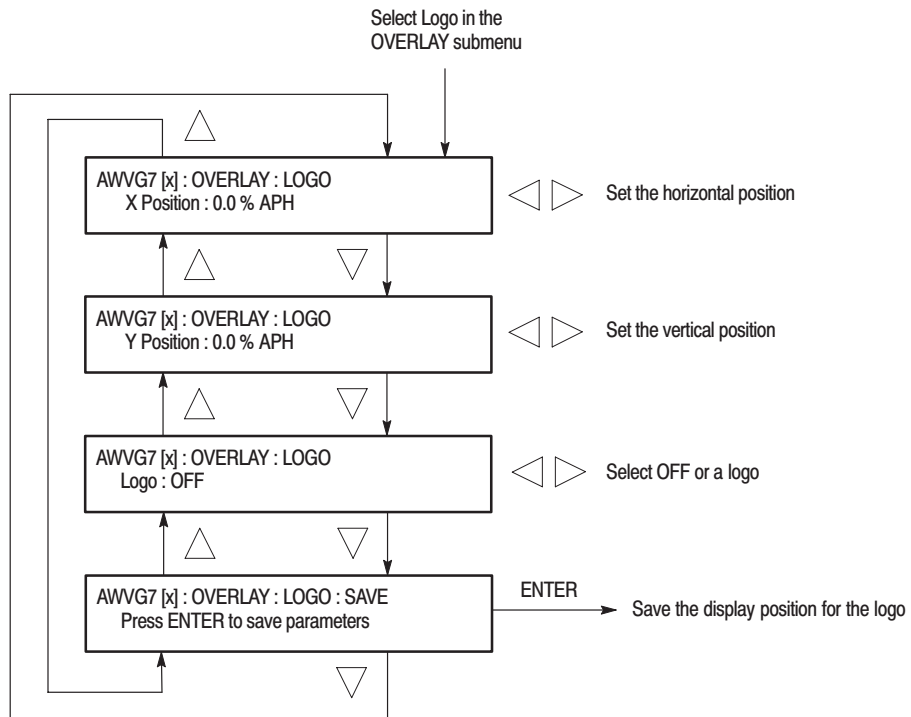 Select Logo in the
OVERLAY submenu
AWVG7 [x] : OVERLAY : LOGO
X Position : 0.0 % APH
Set the horizontal position
AWVG7 [x] : OVERLAY : LOGO
Y Position : 0.0 % APH
Set the vertical position
AWVG7 [x] : OVERLAY : LOGO
Logo : OFF
Select OFF or a logo
AWVG7 [x] : OVERLAY : LOGO : SAVE
Press ENTER to save parameters
ENTER
Save the display position for the logo